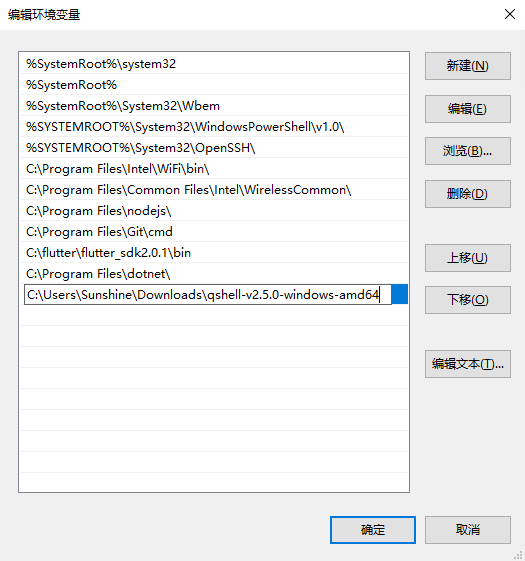 编辑环境变量
%SystemRoot%\system32
%SystemRoot%
%SystemRoot%\System32\Wbem
%SYSTEMROOT%\System32\WindowsPowerShell\v1.0\
%SYSTEMROOT%\System32\OpenSSH\
C:\Program Files\Intel\WiFi\bin\
C:\Program Files\Common Files\Intel\WirelessCommon\
C:\Program Files\nodejs\
C:\Program Files\Git\cmd
C:\flutter\flutter_sdk2.0.1\bin
C:\Program Files\dotnet\
C:\Users\Sunshine\Downloads\qshell-v2.5.0-windows-amd64
新建(N)
编辑(E)
浏览(B)...
删除(D)
上移(U)
下移(O)
编辑文本(T)...
确定
取消